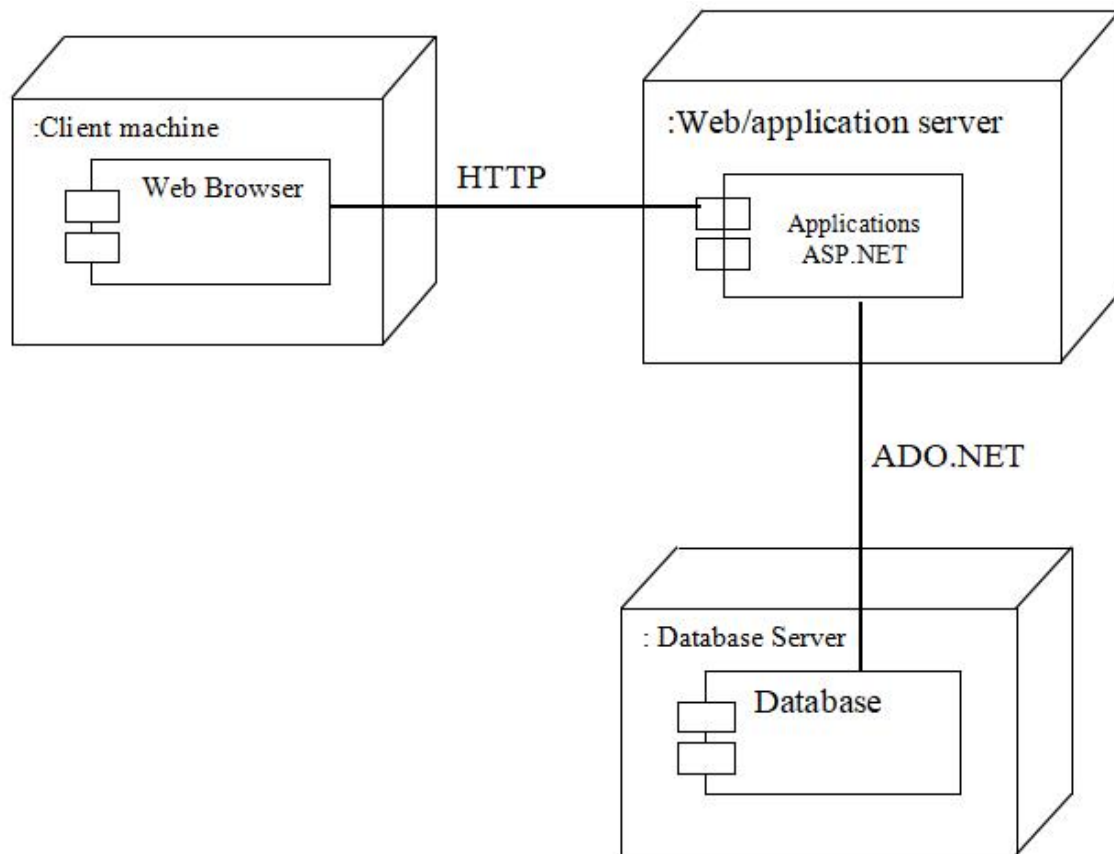 :Client machine
Web Browser
HTTP
:Web/application server
Applications
ASP.NET
ADO.NET
: Database Server
Database